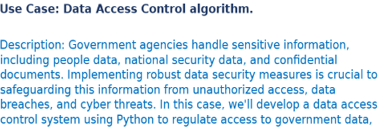 Use Case: Data Access Control algorithm.
Description: Government agencies handle sensitive information,
including people data, national security data, and confidential
documents. Implementing robust data security measures is crucial to
safeguarding this information from unauthorized access, data
breaches, and cyber threats. In this case, we'll develop a data access
control system using Python to regulate access to government data,